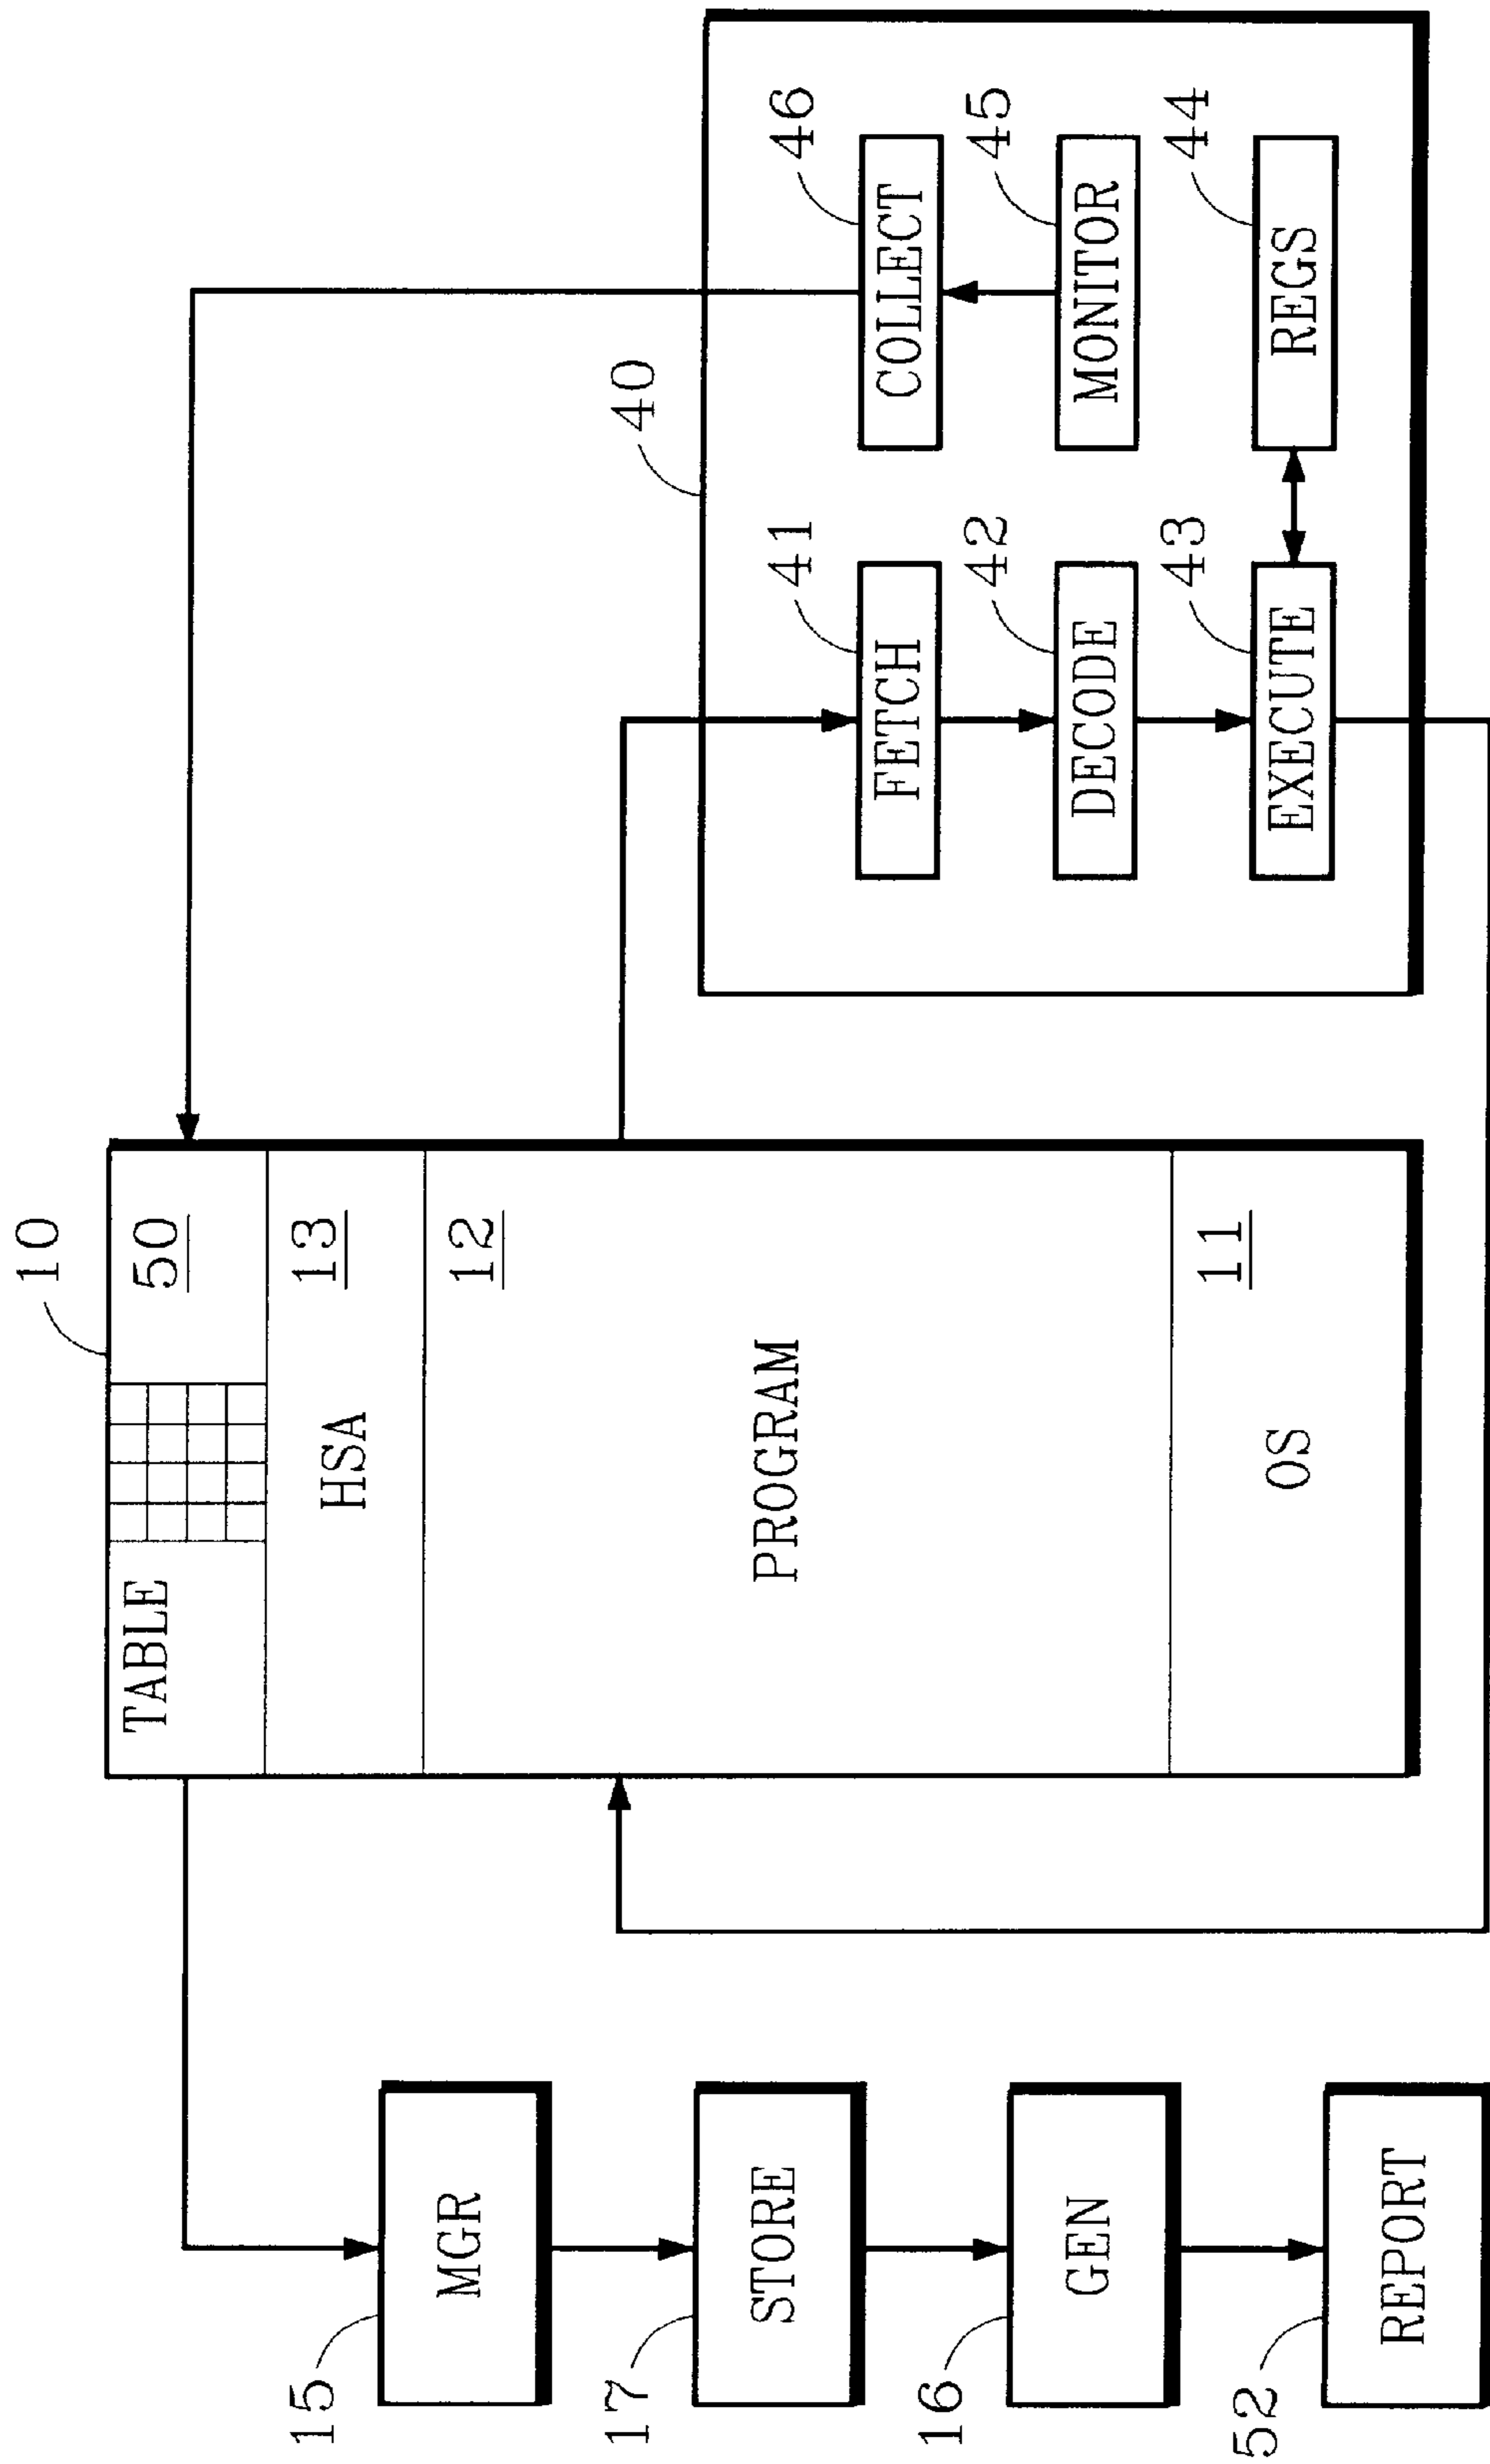 10
TABLE
50
HSA
13
12
PROGRAM
11
OS
15
MGR
17
STORE
16
GEN
52
REPORT
40
41
FETCH
42
DECODE
43
EXECUTE
46
COLLECT
45
MONITOR
44
REGS